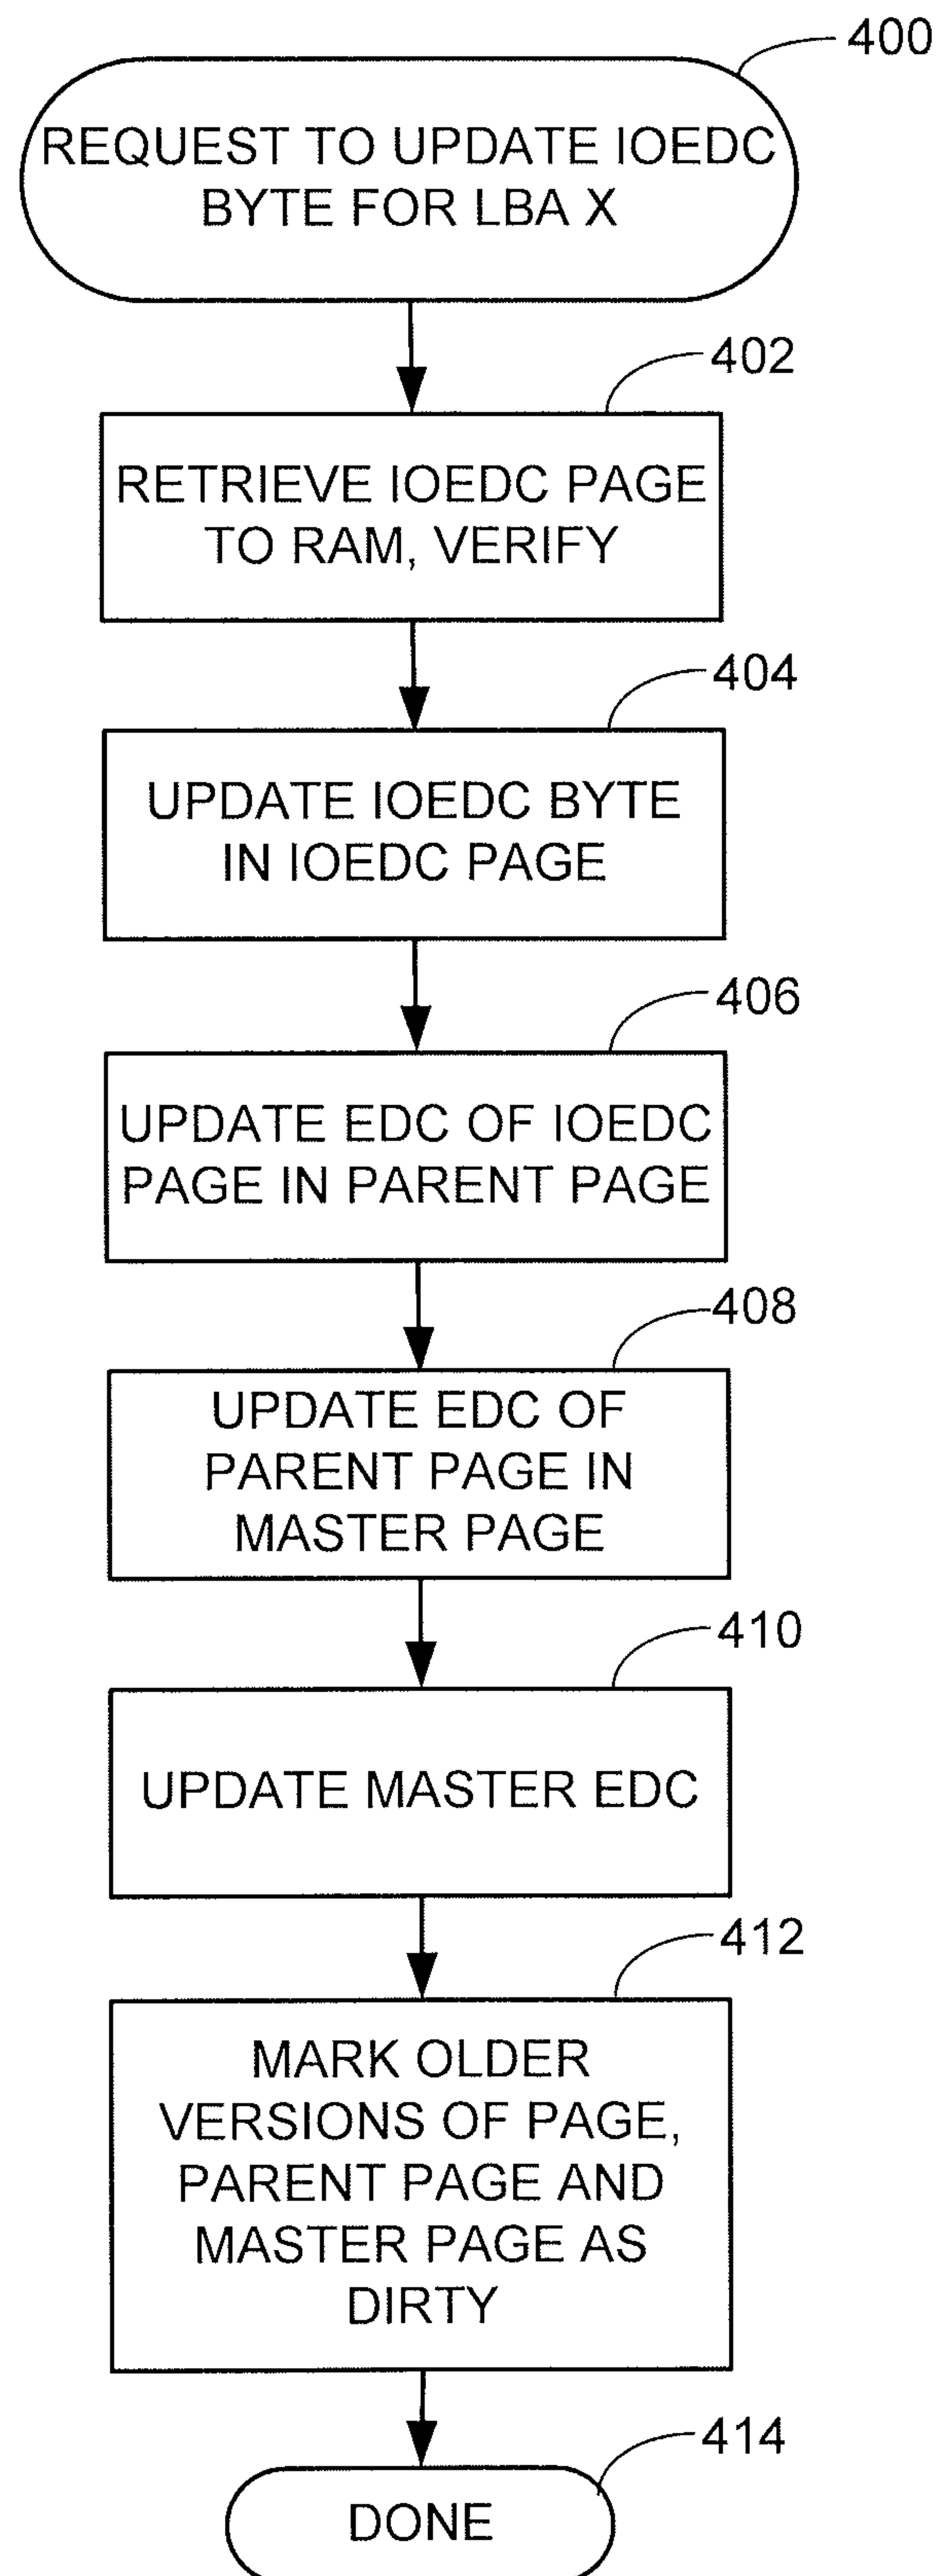 400
REQUEST TO UPDATE IOEDC
BYTE FOR LBA X
402
RETRIEVE IOEDC PAGE
TO RAM, VERIFY
404
UPDATE IOEDC BYTE
IN IOEDC PAGE
406
UPDATE EDC OF IOEDC
PAGE IN PARENT PAGE
408
UPDATE EDC OF
PARENT PAGE IN
MASTER PAGE
410
UPDATE MASTER EDC
412
MARK OLDER
VERSIONS OF PAGE,
PARENT PAGE AND
MASTER PAGE AS
DIRTY
414
DONE